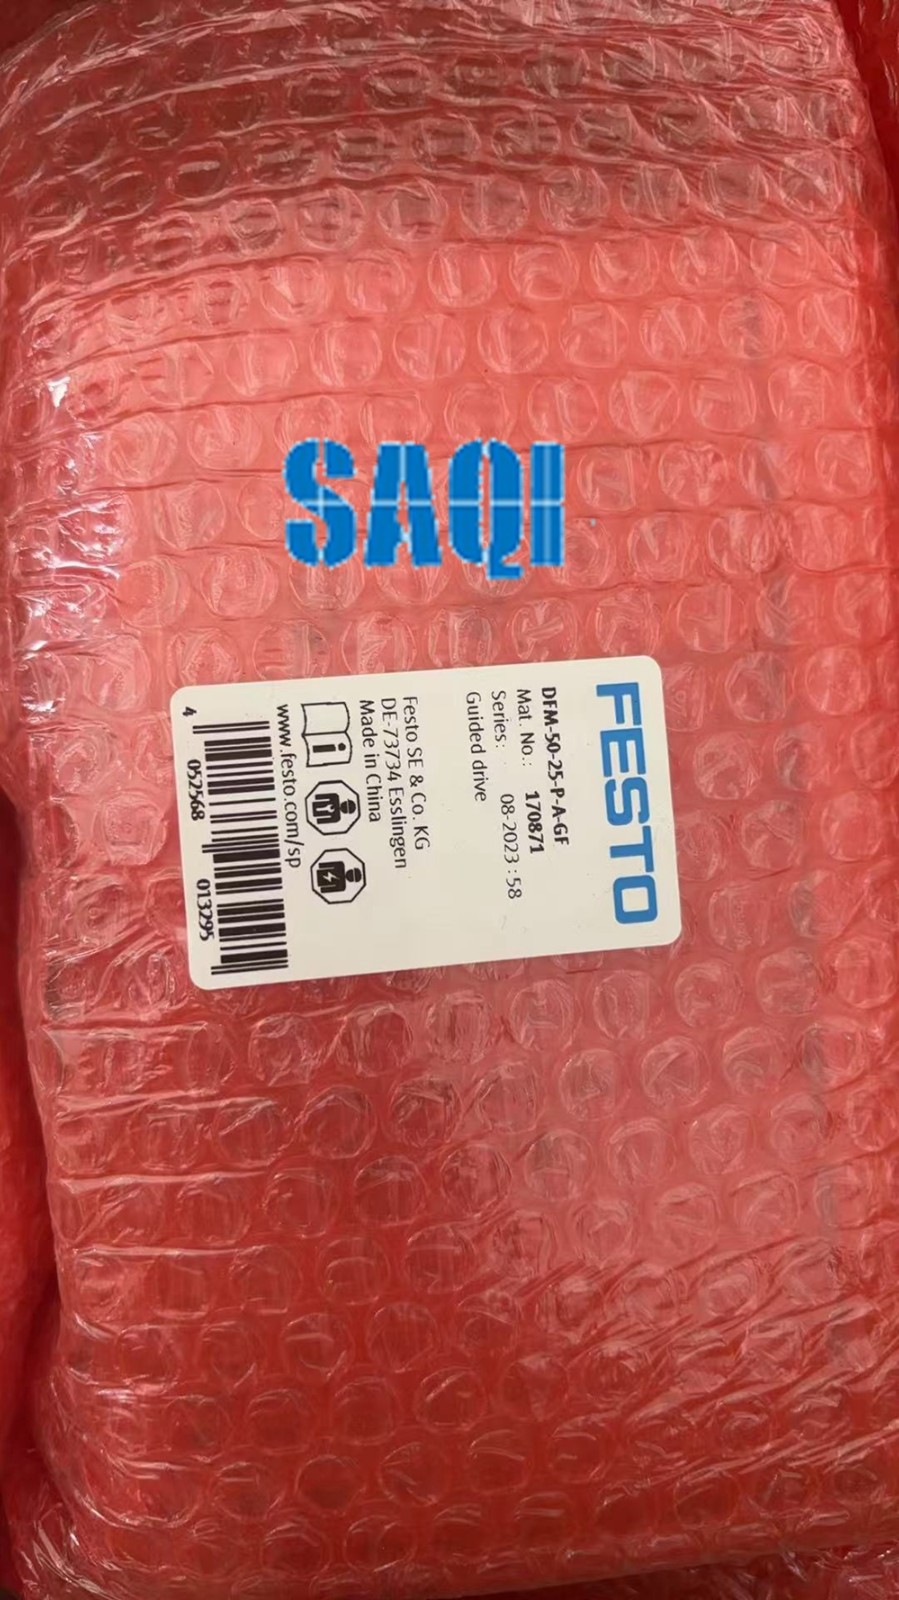 SAQI
FESTO
DFM-50-25-P-A-GF
Mat. No.: 170871
Series: 08-2023 : 58
Guided drive
Festo SE & Co. KG
DE-73734 Esslingen
Made in China
www.festo.com/sp
4 052568 013295